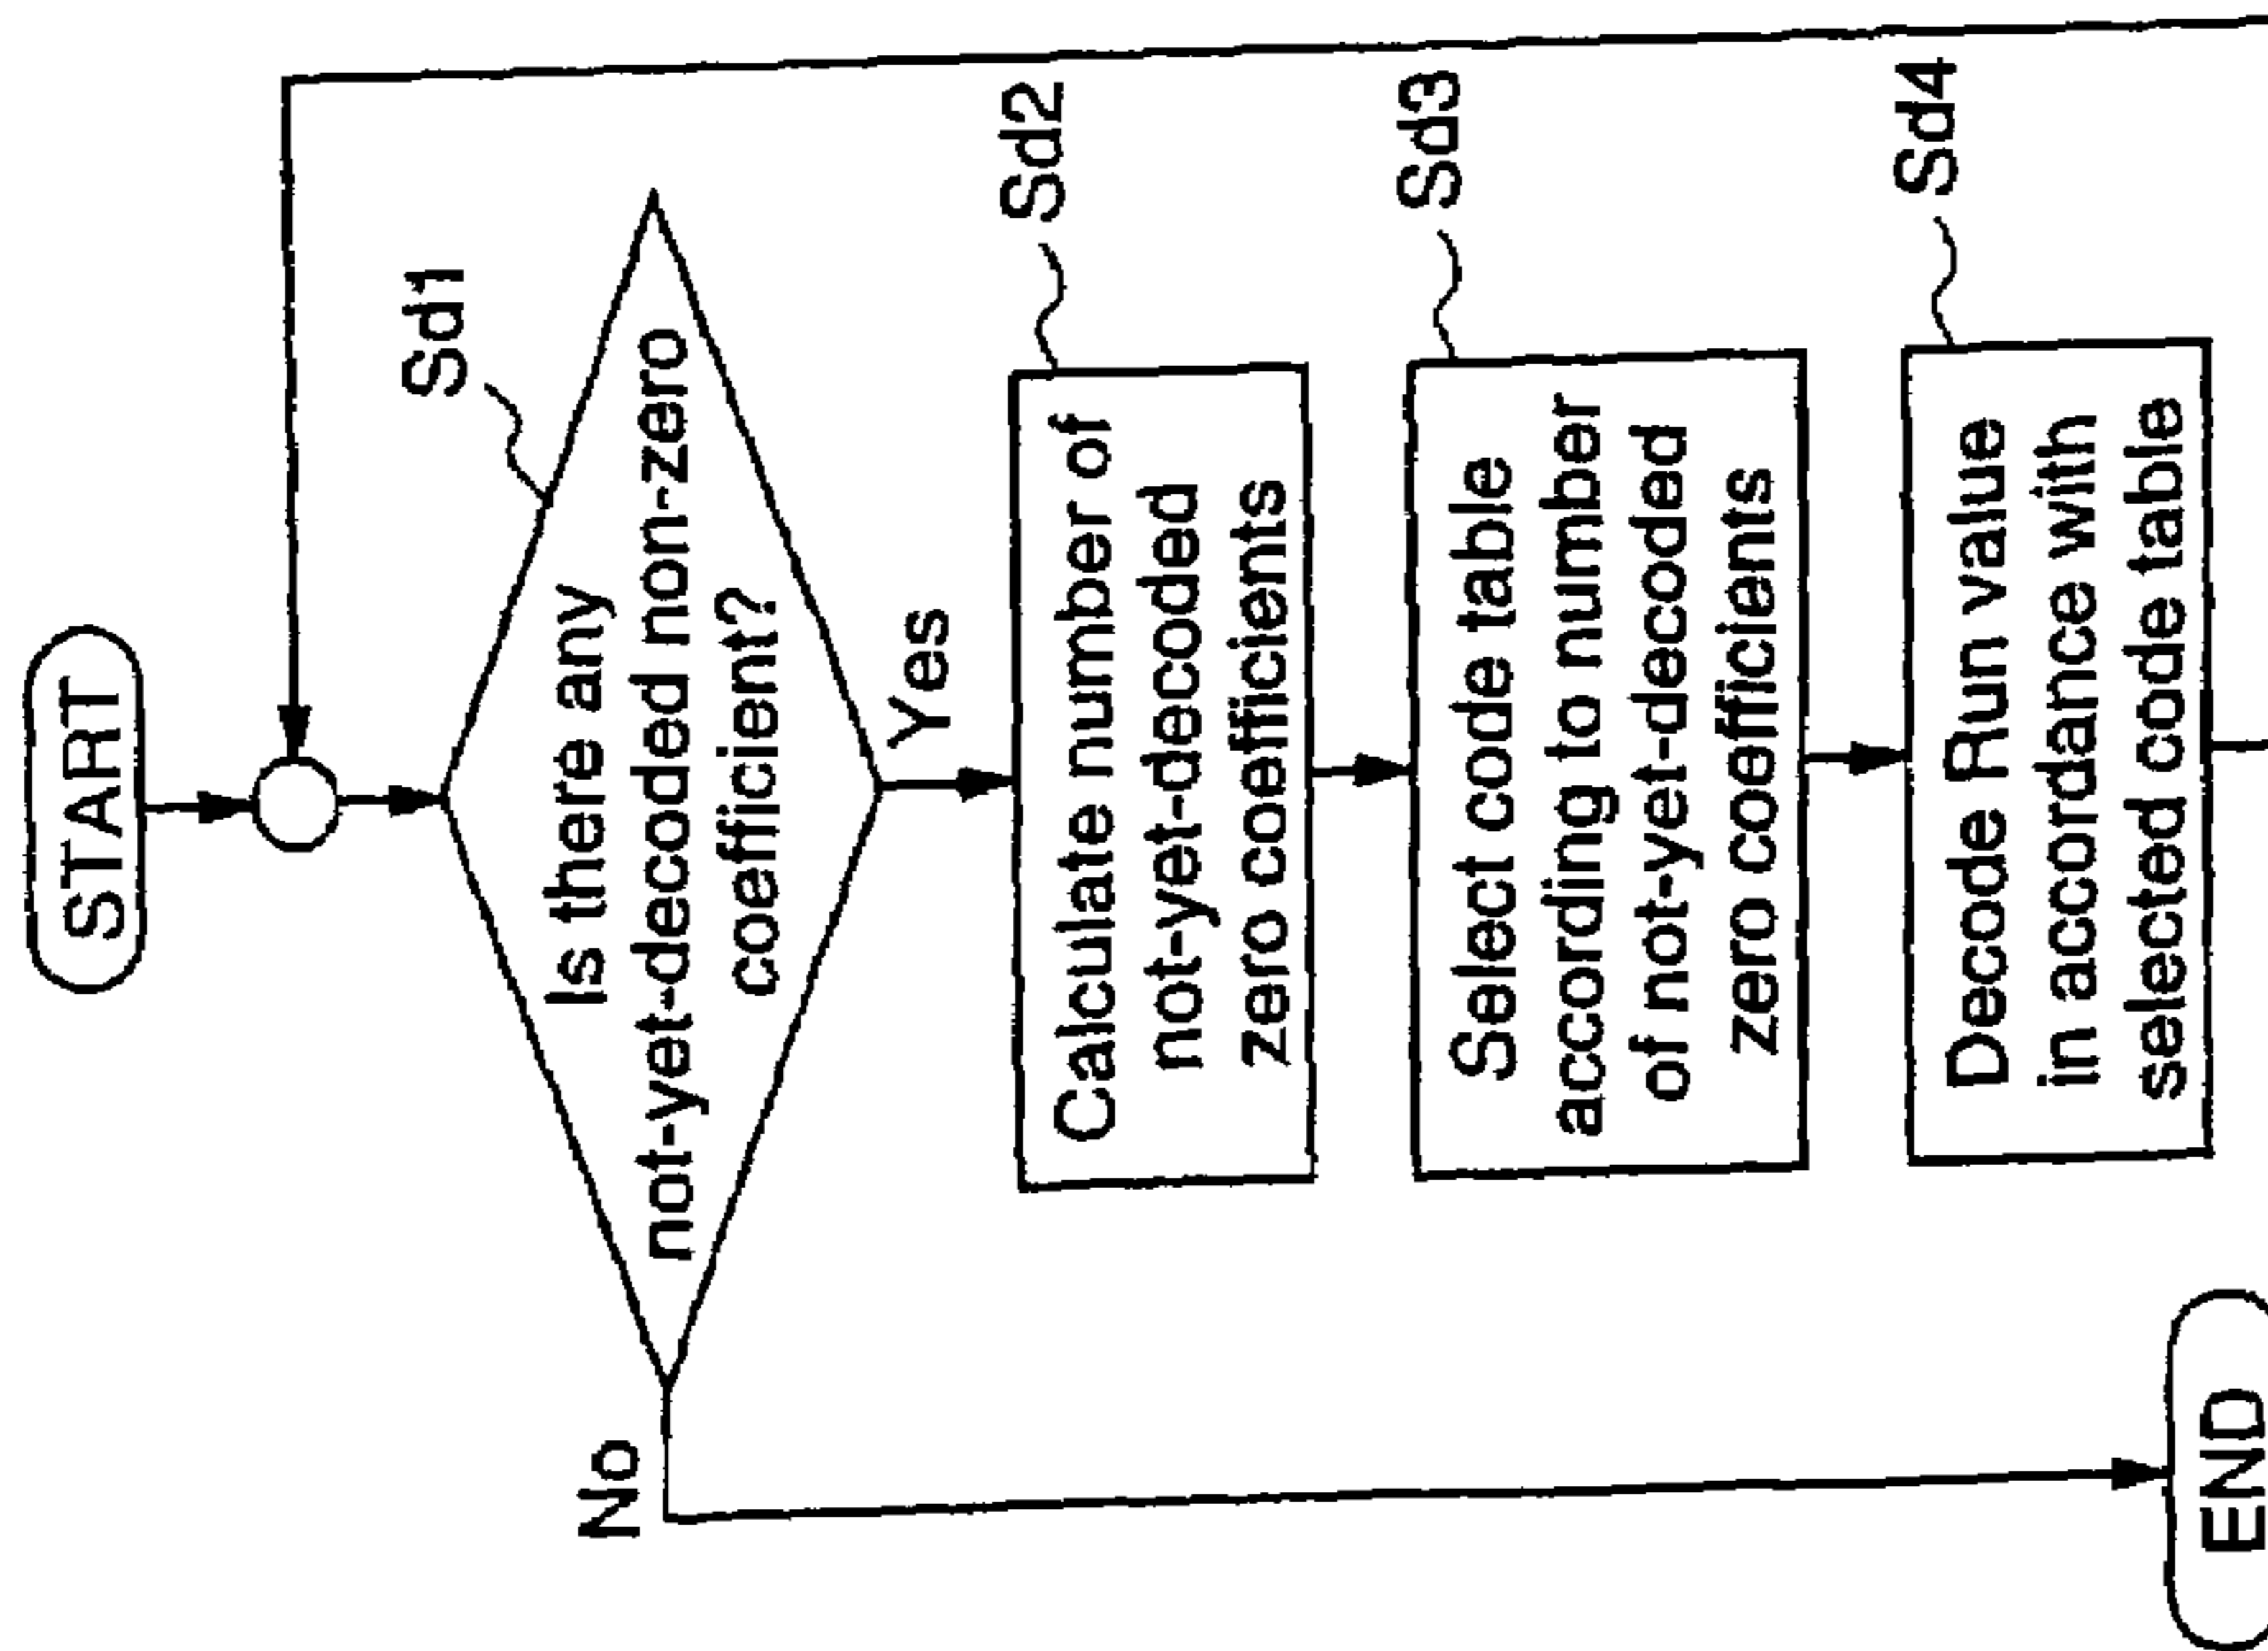 START
Sd1
Is there any
not-yet-decoded non-zero
coefficient?
No
Yes
Sd2
Calculate number of
not-yet-decoded
zero coefficients
Sd3
Select code table
according to number
of not-yet-decoded
zero coefficients
Sd4
Decode Run value
in accordance with
selected code table
END